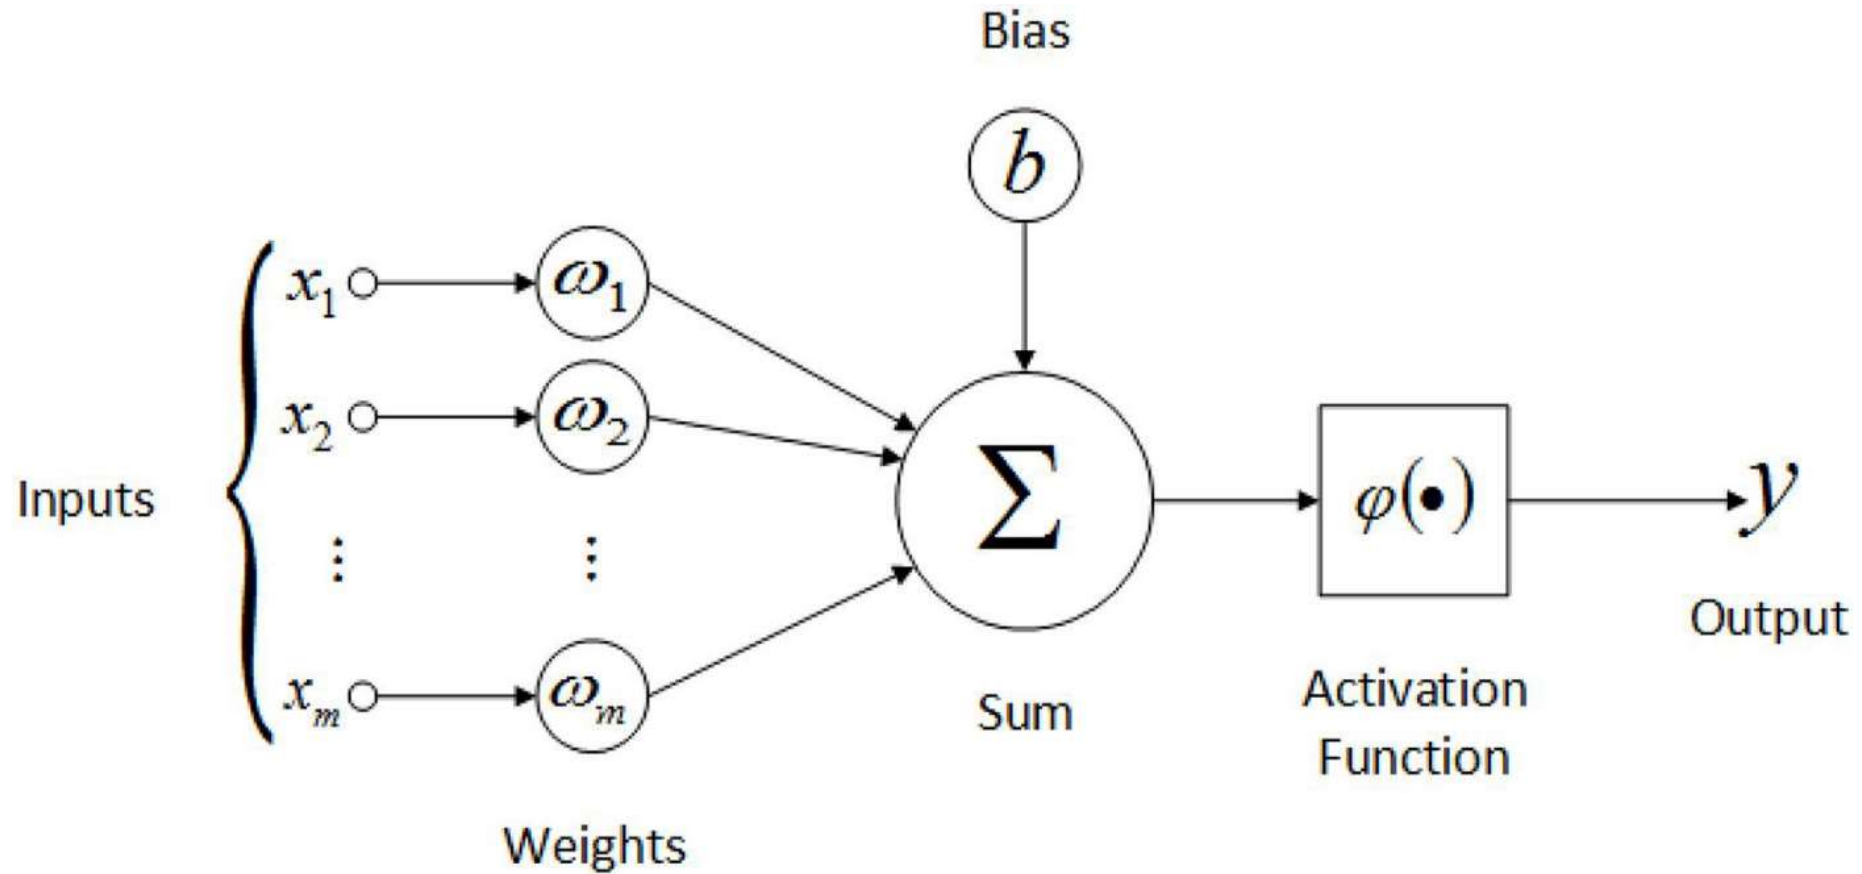 Bias
b
x₁ ω₁
x₂ ω₂
Inputs
⋮ ⋮
Σ
φ(•)
y
xₘ ωₘ
Output
Sum
Activation
Function
Weights